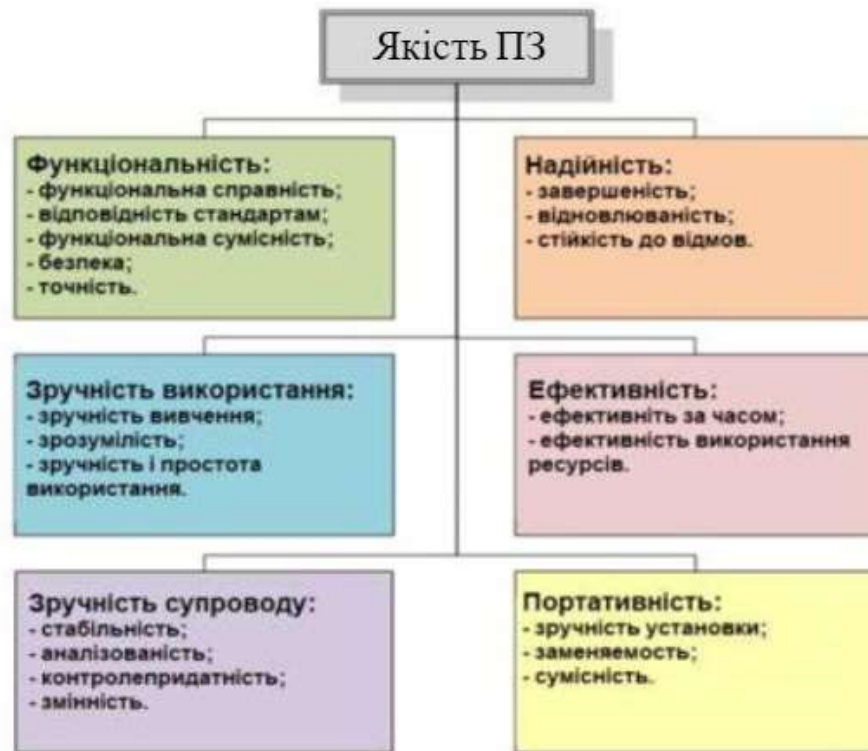 Якість ПЗ
Функціональність:
- функціональна справність;
- відповідність стандартам;
- функціональна сумісність;
- безпека;
- точність.
Надійність:
- завершеність;
- відновлюваність;
- стійкість до відмов.
Зручність використання:
- зручність вивчення;
- зрозумілість;
- зручність і простота
використання.
Ефективність:
- ефективніть за часом;
- ефективність використання
ресурсів.
Зручність супроводу:
- стабільність;
- аналізованість;
- контролепридатність;
- змінність.
Портативність:
- зручність установки;
- заменяемость;
- сумісність.